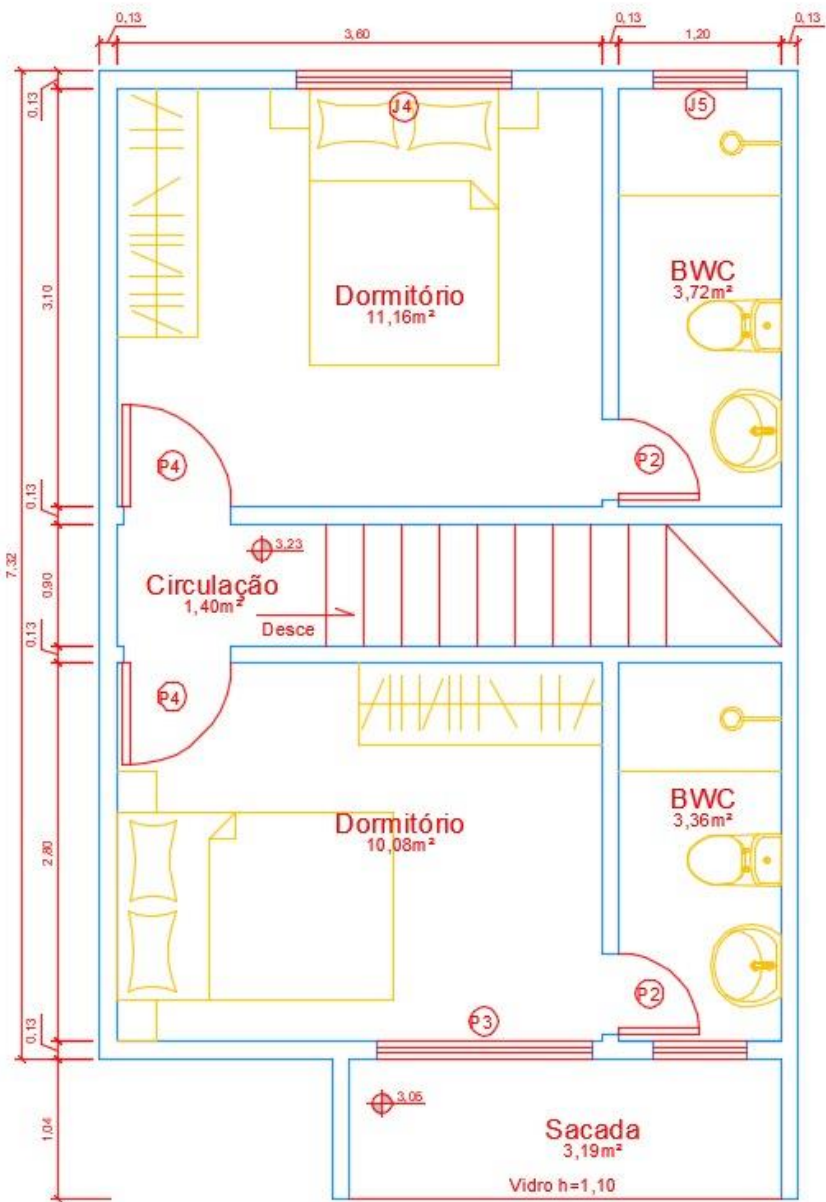 0,13
3,60
0,13
1,20
0,13
0,13
J4
J5
3,10
Dormitório
11,16m²
BWC
3,72m²
P4
P2
0,13
7,32
0,90
3,23
Circulação
1,40m²
Desce
0,13
P4
Dormitório
10,08m²
BWC
3,36m²
2,80
P3
P2
0,13
1,04
3,05
Sacada
3,19m²
Vidro h=1,10